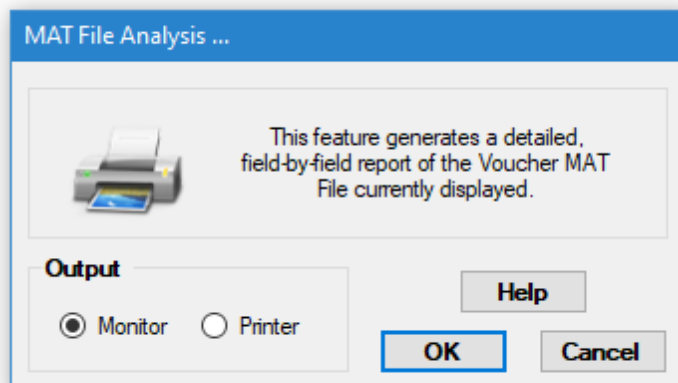 MAT File Analysis ...
This feature generates a detailed,
field-by-field report of the Voucher MAT
File currently displayed.
Output
Monitor
Printer
Help
OK
Cancel